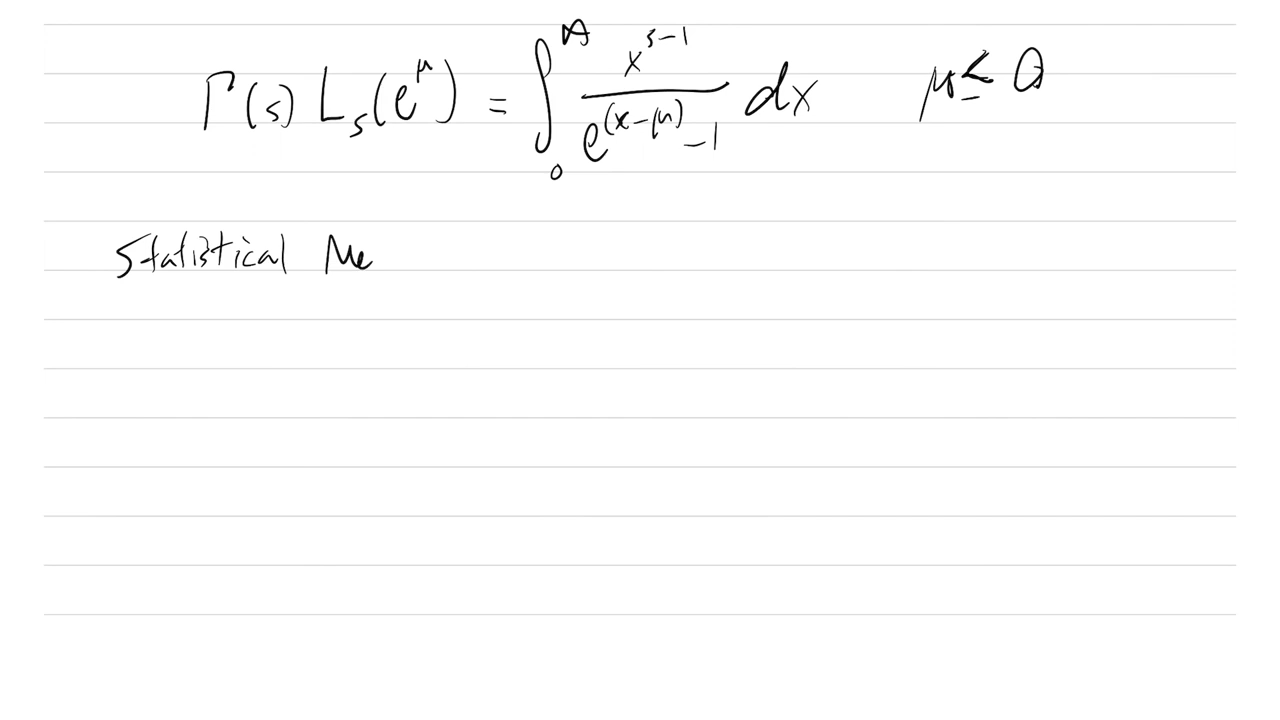 Γ(s) L_s(e^μ) = ∫_0^∞ x^{s-1} / (e^{(x-μ)} - 1) dx μ ≤ 0
Statistical Me